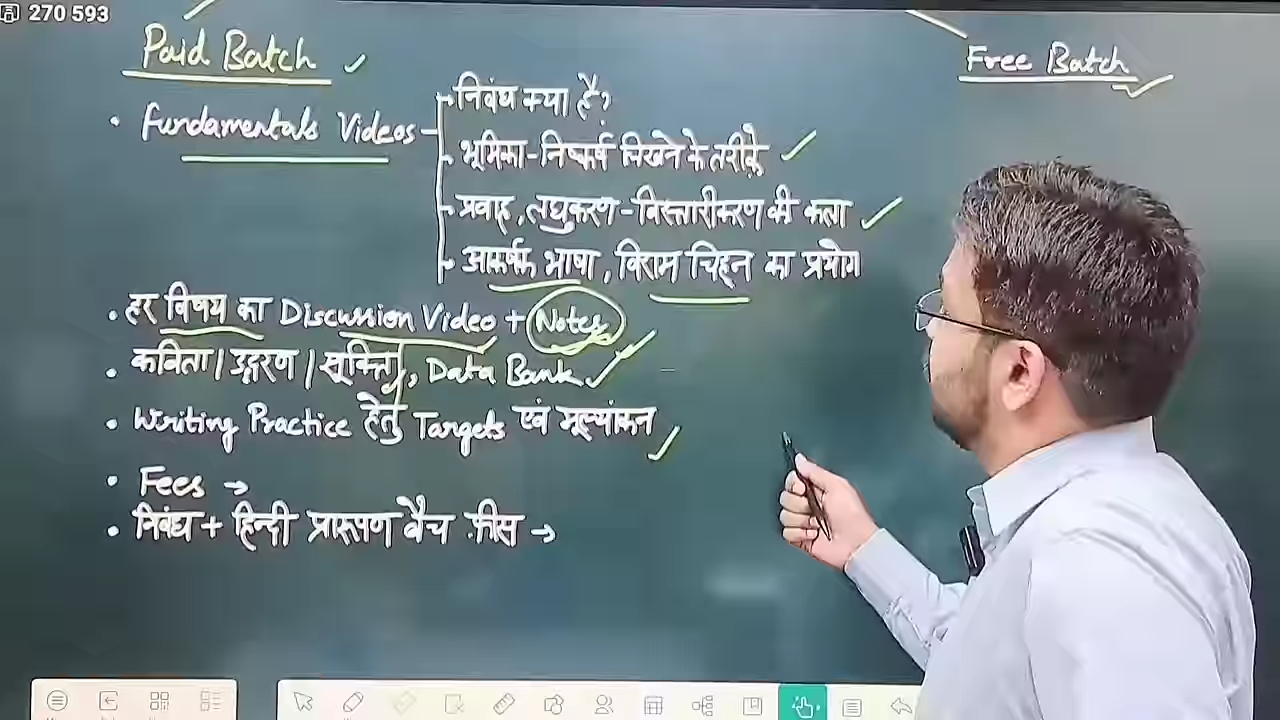 270 593
Paid Batch
Free Batch
• Fundamentals Videos
- निबंध क्या है?
- भूमिका-निष्कर्ष लिखने के तरीके
- प्रवाह, लघुकरण-विस्तारीकरण की कला
- आकर्षक भाषा, विराम चिह्न का प्रयोग
• हर विषय का Discussion Video + Notes
• कविता / उद्धरण / सूक्ति, Data Bank
• Writing Practice हेतु Targets एवं मूल्यांकन
• Fees →
• निबंध + हिन्दी प्रारूपण बैच फीस →